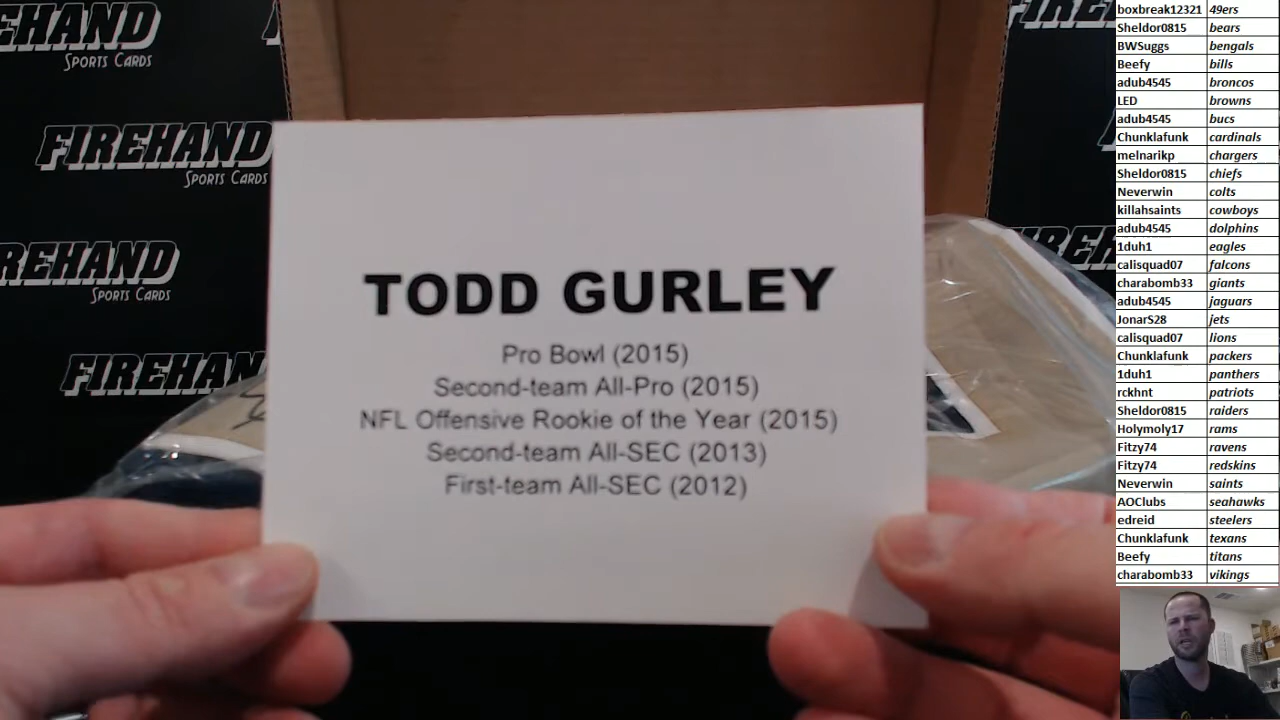 FIREHAND
SPORTS CARDS
FIREHAND
SPORTS CARDS
FIREHAND
SPORTS CARDS
FIREHAN
TODD GURLEY
Pro Bowl (2015)
Second-team All-Pro (2015)
NFL Offensive Rookie of the Year (2015)
Second-team All-SEC (2013)
First-team All-SEC (2012)
boxbreak12321 49ers
Sheldor0815 bears
BWSuggs bengals
Beefy bills
adub4545 broncos
LED browns
adub4545 bucs
Chunklafunk cardinals
melnarikp chargers
Sheldor0815 chiefs
Neverwin colts
killahsaints cowboys
adub4545 dolphins
1duh1 eagles
calisquad07 falcons
charabomb33 giants
adub4545 jaguars
JonarS28 jets
calisquad07 lions
Chunklafunk packers
1duh1 panthers
rckhnt patriots
Sheldor0815 raiders
Holymoly17 rams
Fitzy74 ravens
Fitzy74 redskins
Neverwin saints
AOClubs seahawks
edreid steelers
Chunklafunk texans
Beefy titans
charabomb33 vikings